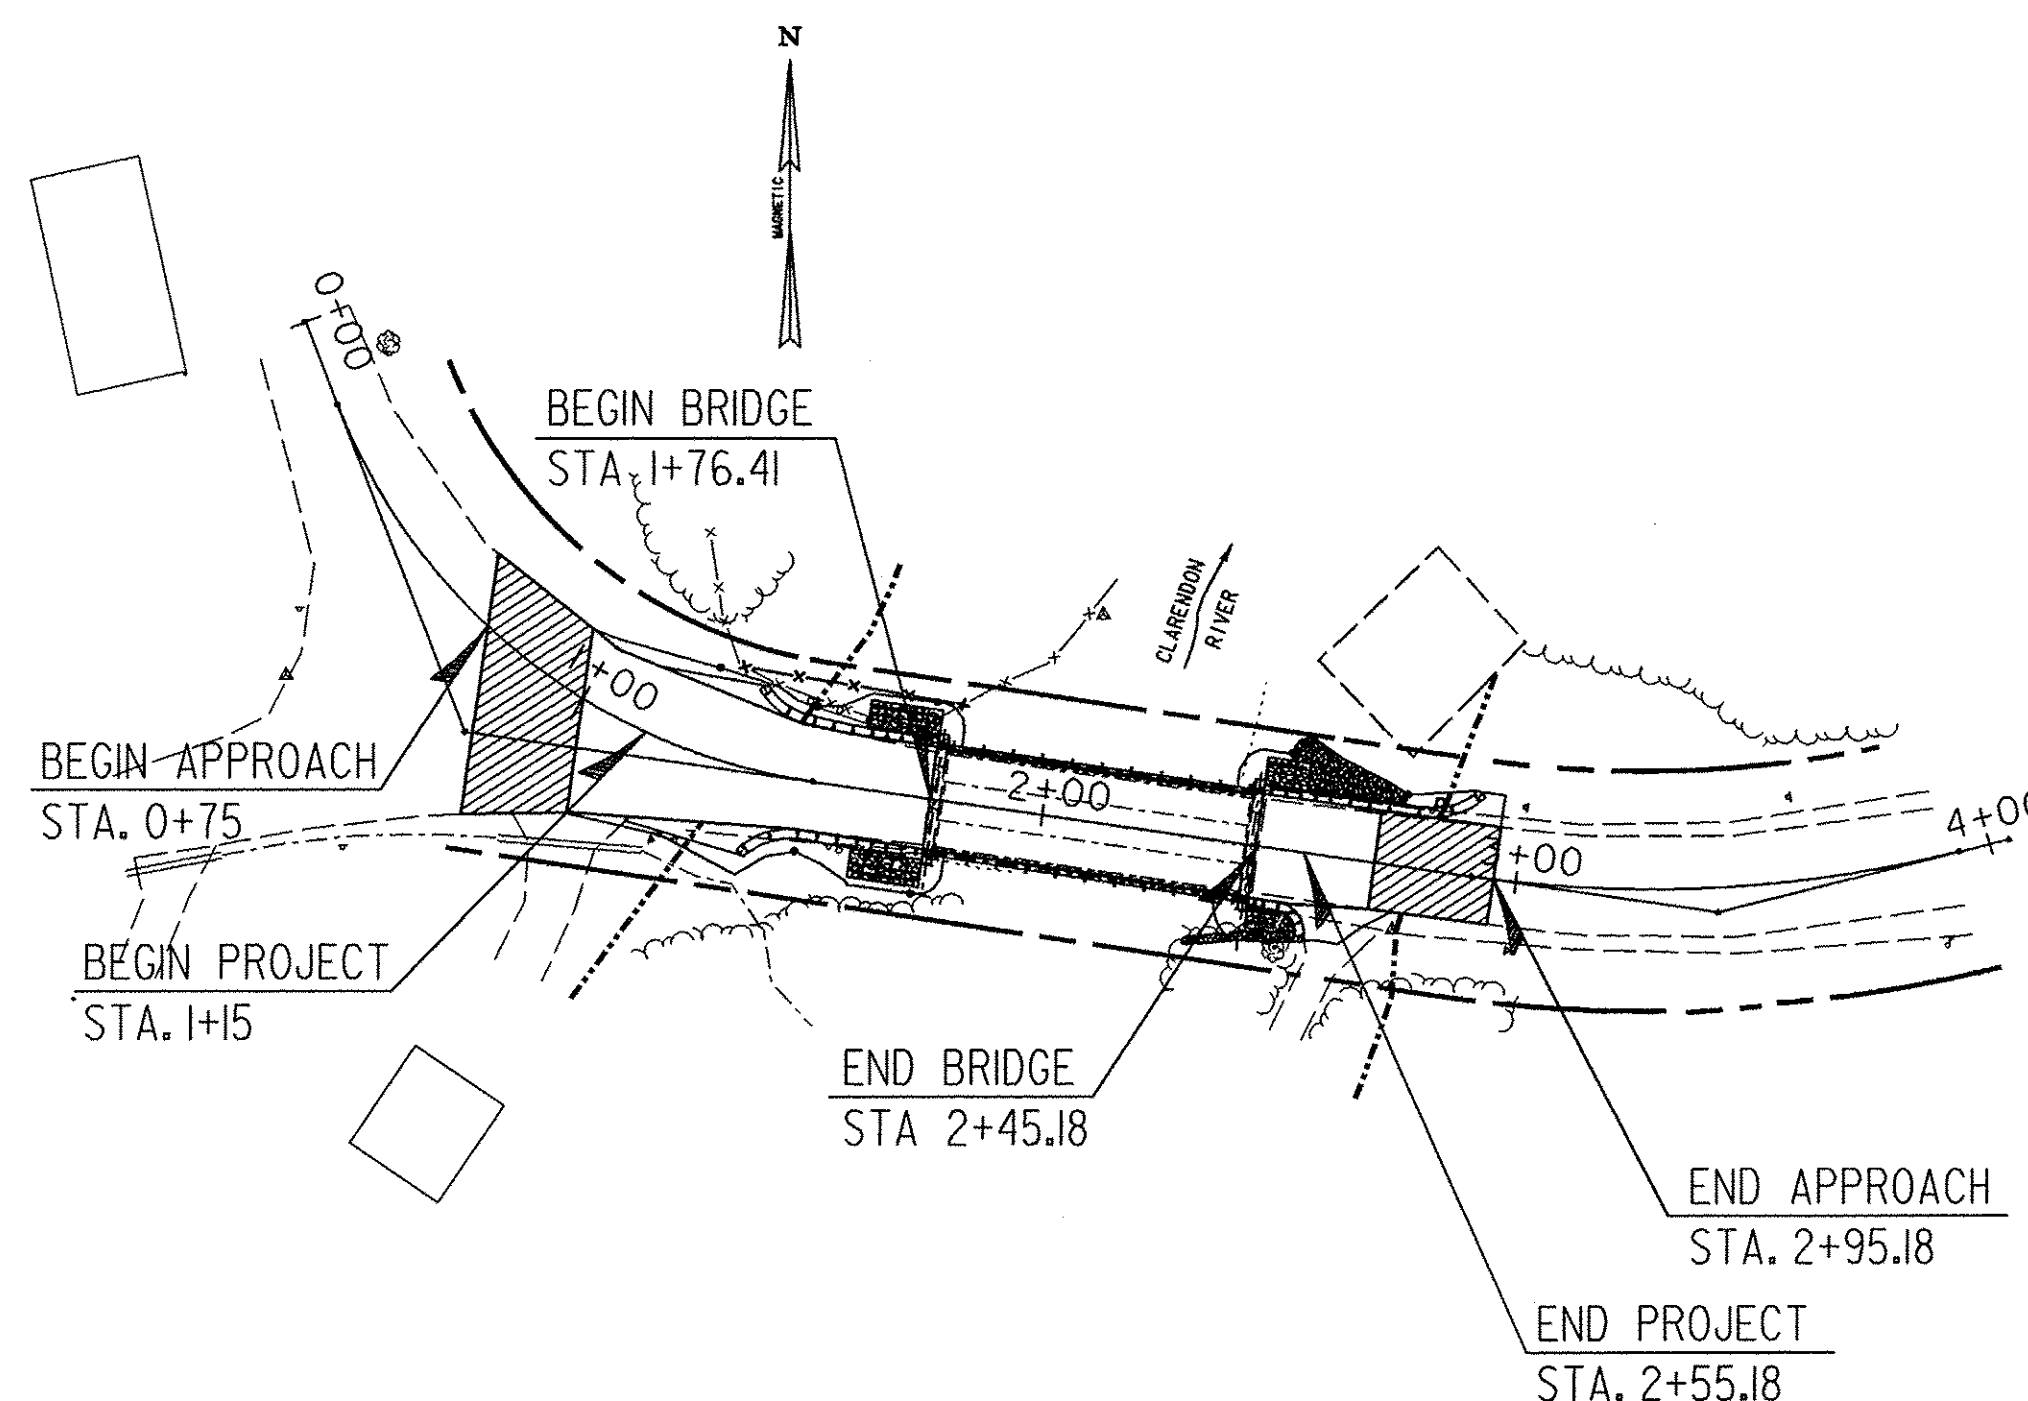 N
MAGNETIC
0+00
BEGIN BRIDGE
STA. 1+76.41
CLARENDON
RIVER
1+00
BEGIN APPROACH
STA. 0+75
2+00
+00
4+00
BEGIN PROJECT
STA. 1+15
END BRIDGE
STA 2+45.18
END APPROACH
STA. 2+95.18
END PROJECT
STA. 2+55.18